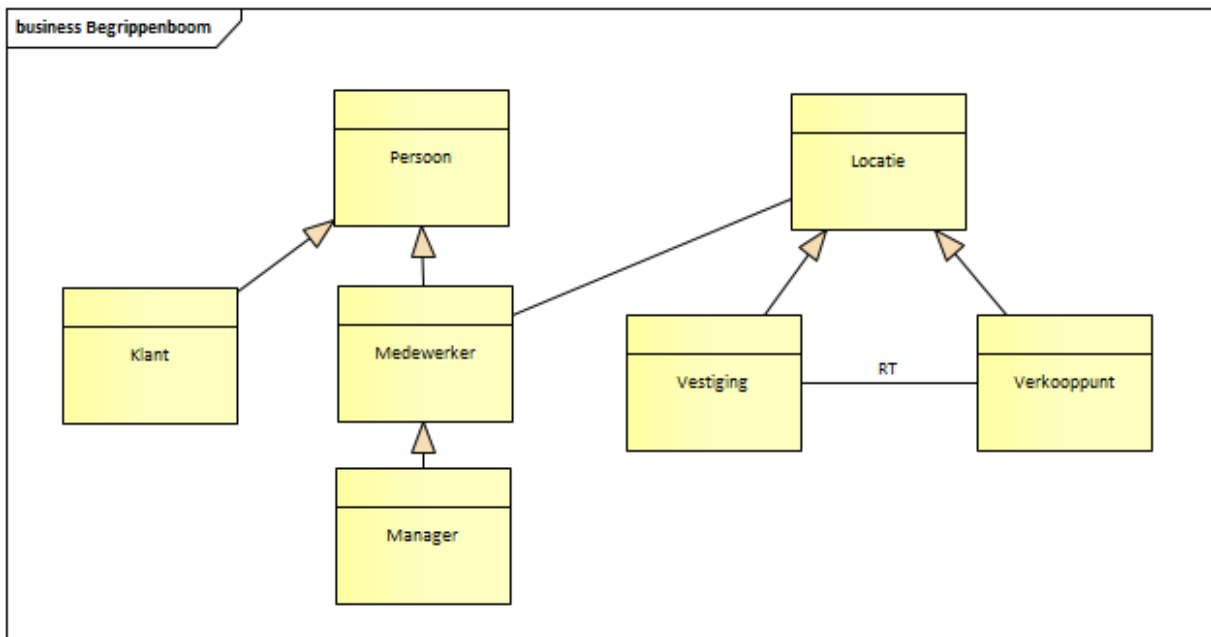 business Begrippenboom
Persoon
Locatie
Klant
Medewerker
Vestiging
RT
Verkooppunt
Manager